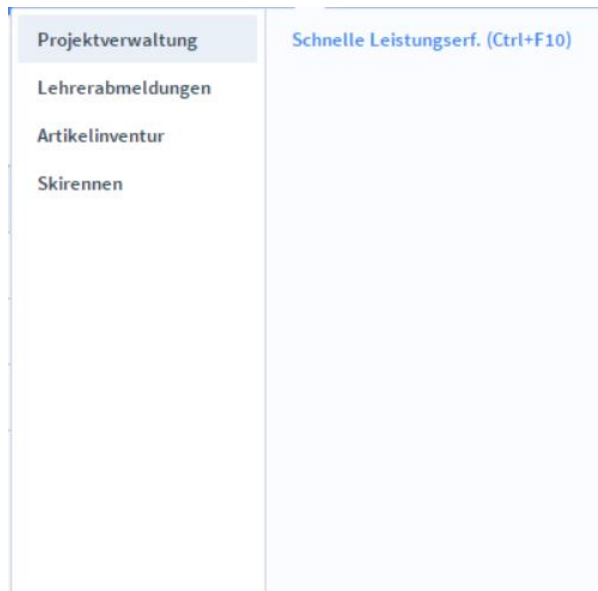 Projektverwaltung
Schnelle Leistungserf. (Ctrl+F10)
Lehrerabmeldungen
Artikelinventur
Skirennen